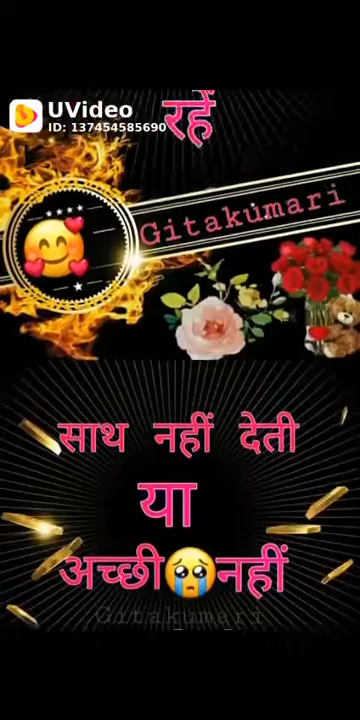 UVideo
ID: 137454585690
रहें
Gitakumari
साथ नहीं देती
या
अच्छी🥺नहीं
Gitakumari